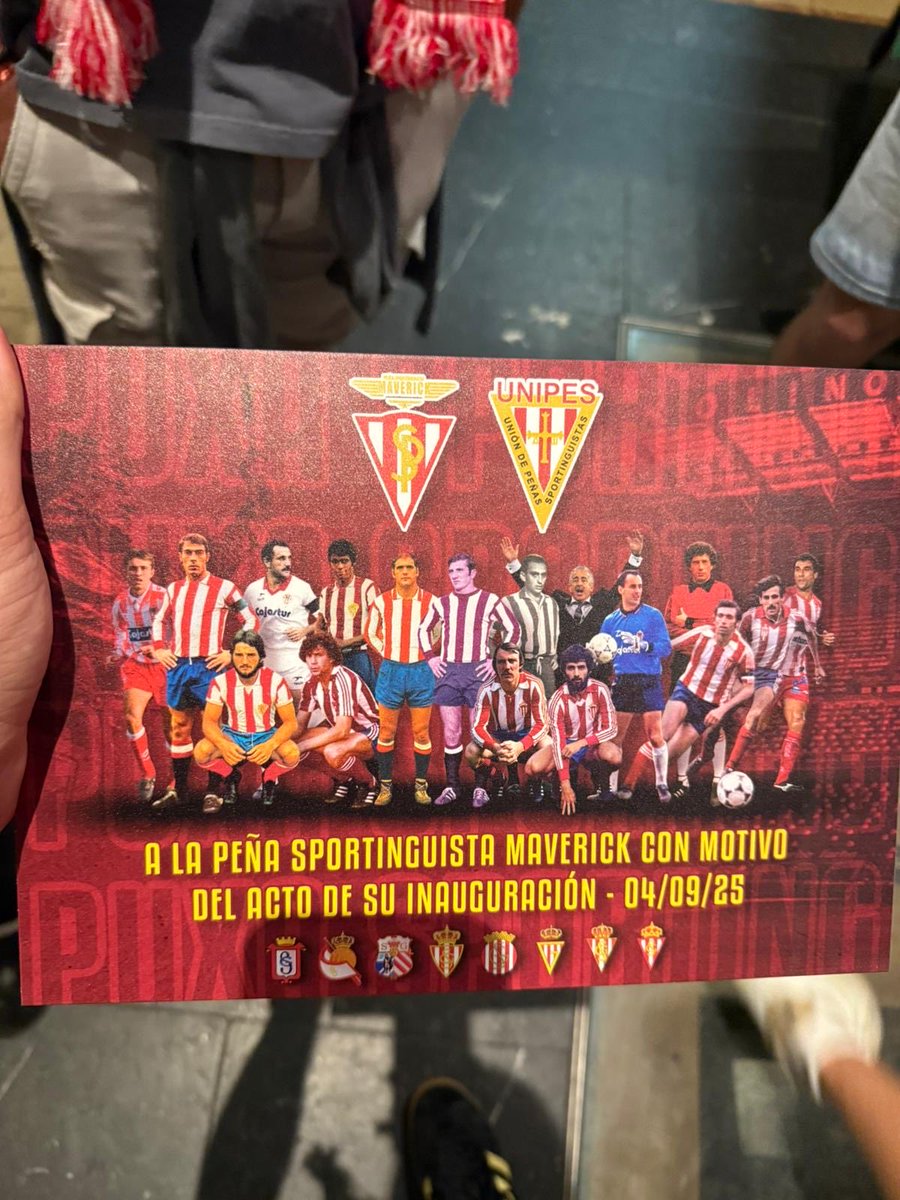 MAVERICK
UNIPES
UNIÓN DE PEÑAS SPORTINGUISTAS
Cajastur
A LA PEÑA SPORTINGUISTA MAVERICK CON MOTIVO
DEL ACTO DE SU INAUGURACIÓN - 04/09/25